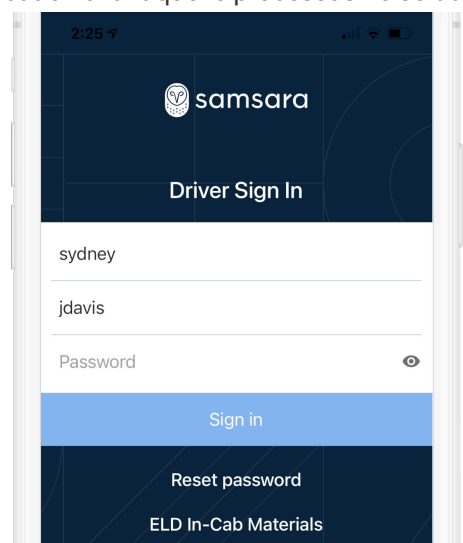 2:25
samsara
Driver Sign In
sydney
jdavis
Password
Sign in
Reset password
ELD In-Cab Materials